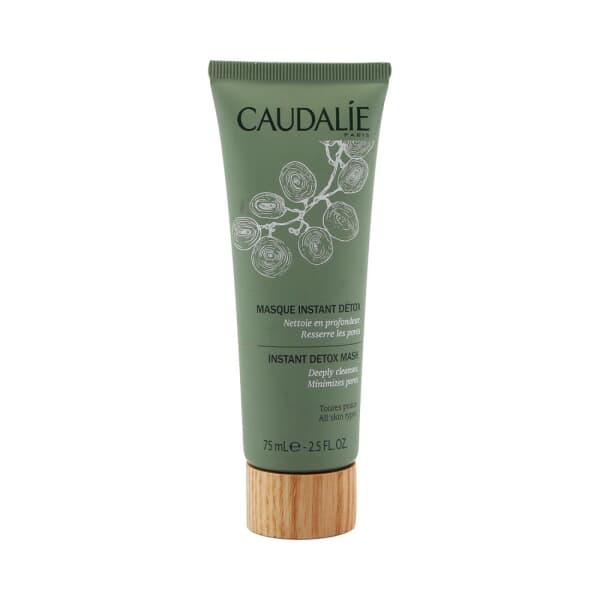 CAUDALÍE
PARIS
MASQUE INSTANT DÉTOX
Nettoie en profondeur
Resserre les pores
INSTANT DETOX MASK
Deeply cleanses,
Minimizes pores
Toutes peaux
All skin types
75 mL℮ - 2.5 FL.OZ.